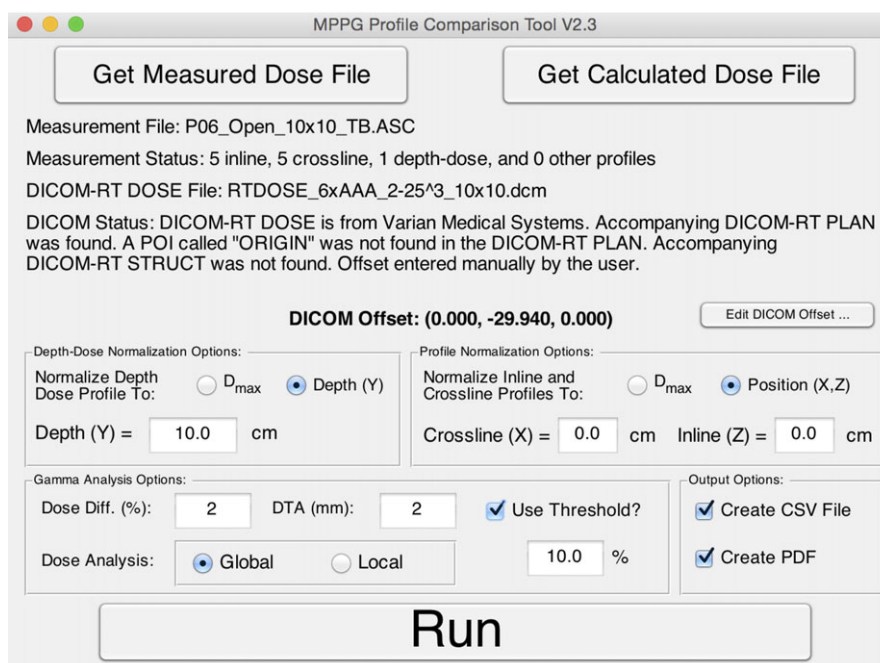 MPPG Profile Comparison Tool V2.3
Get Measured Dose File
Get Calculated Dose File
Measurement File: P06_Open_10x10_TB.ASC
Measurement Status: 5 inline, 5 crossline, 1 depth-dose, and 0 other profiles
DICOM-RT DOSE File: RTDOSE_6xAAA_2-25^3_10x10.dcm
DICOM Status: DICOM-RT DOSE is from Varian Medical Systems. Accompanying DICOM-RT PLAN
was found. A POI called "ORIGIN" was not found in the DICOM-RT PLAN. Accompanying
DICOM-RT STRUCT was not found. Offset entered manually by the user.
DICOM Offset: (0.000, -29.940, 0.000)
Edit DICOM Offset ...
Depth-Dose Normalization Options:
Normalize Depth
Dose Profile To:
Dmax
Depth (Y)
Depth (Y) = 10.0 cm
Profile Normalization Options:
Normalize Inline and
Crossline Profiles To:
Dmax
Position (X,Z)
Crossline (X) = 0.0 cm Inline (Z) = 0.0 cm
Gamma Analysis Options:
Dose Diff. (%): 2 DTA (mm): 2 Use Threshold?
Dose Analysis: Global Local 10.0 %
Output Options:
Create CSV File
Create PDF
Run